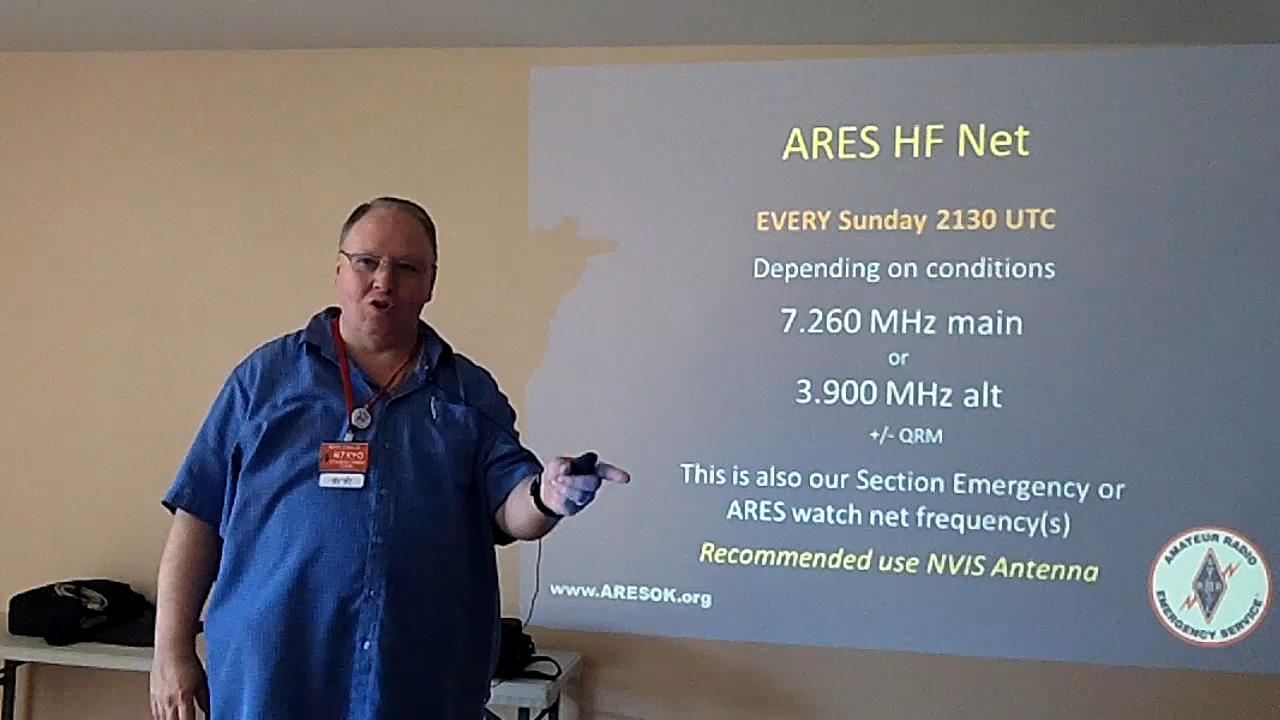 ARES HF Net
EVERY Sunday 2130 UTC
Depending on conditions
7.260 MHz main
or
3.900 MHz alt
+/- QRM
This is also our Section Emergency or
ARES watch net frequency(s)
Recommended use NVIS Antenna
www.ARESOK.org
AMATEUR RADIO
EMERGENCY SERVICE